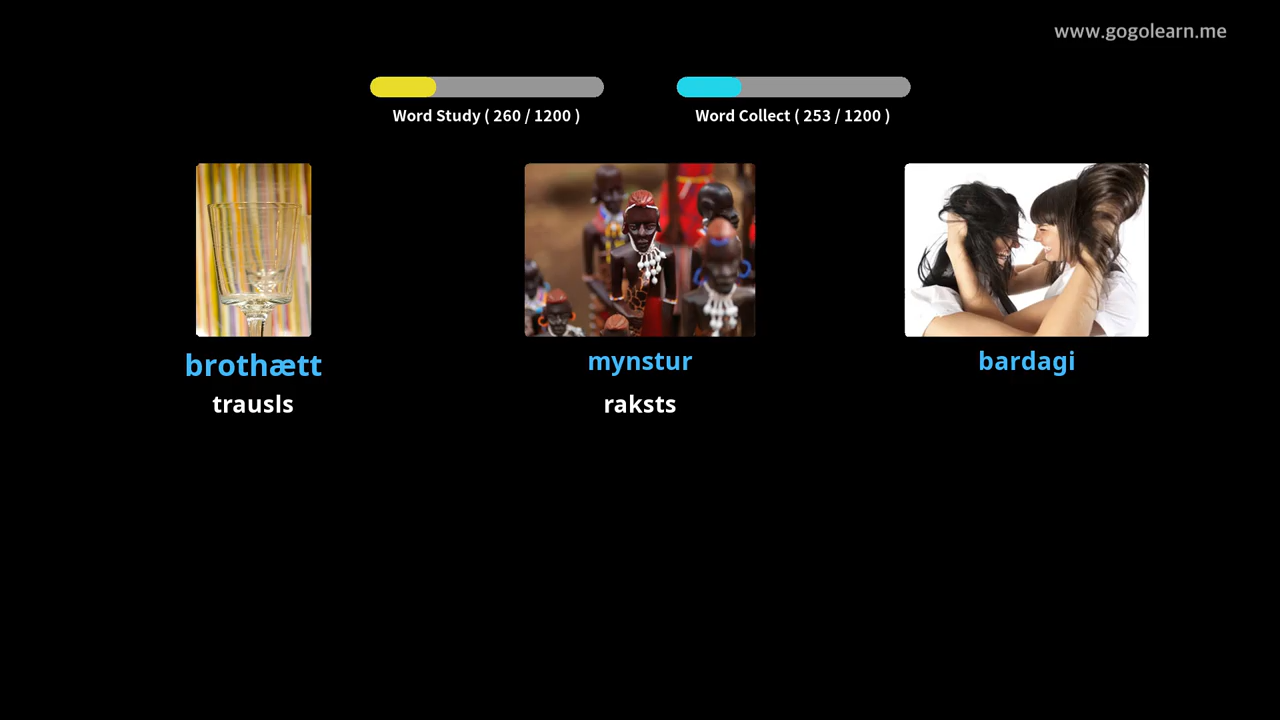 www.gogolearn.me
Word Study ( 260 / 1200 )
Word Collect ( 253 / 1200 )
brothætt
mynstur
bardagi
trausls
raksts